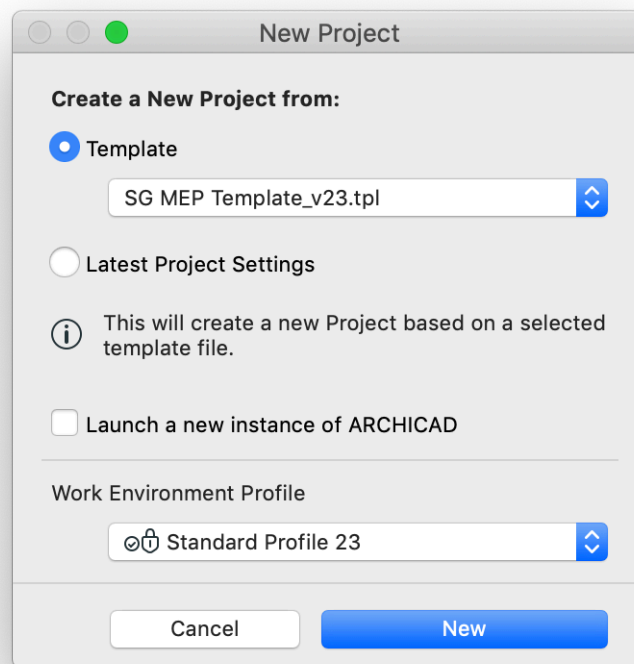 New Project
Create a New Project from:
Template
SG MEP Template_v23.tpl
Latest Project Settings
This will create a new Project based on a selected
template file.
Launch a new instance of ARCHICAD
Work Environment Profile
Standard Profile 23
Cancel
New